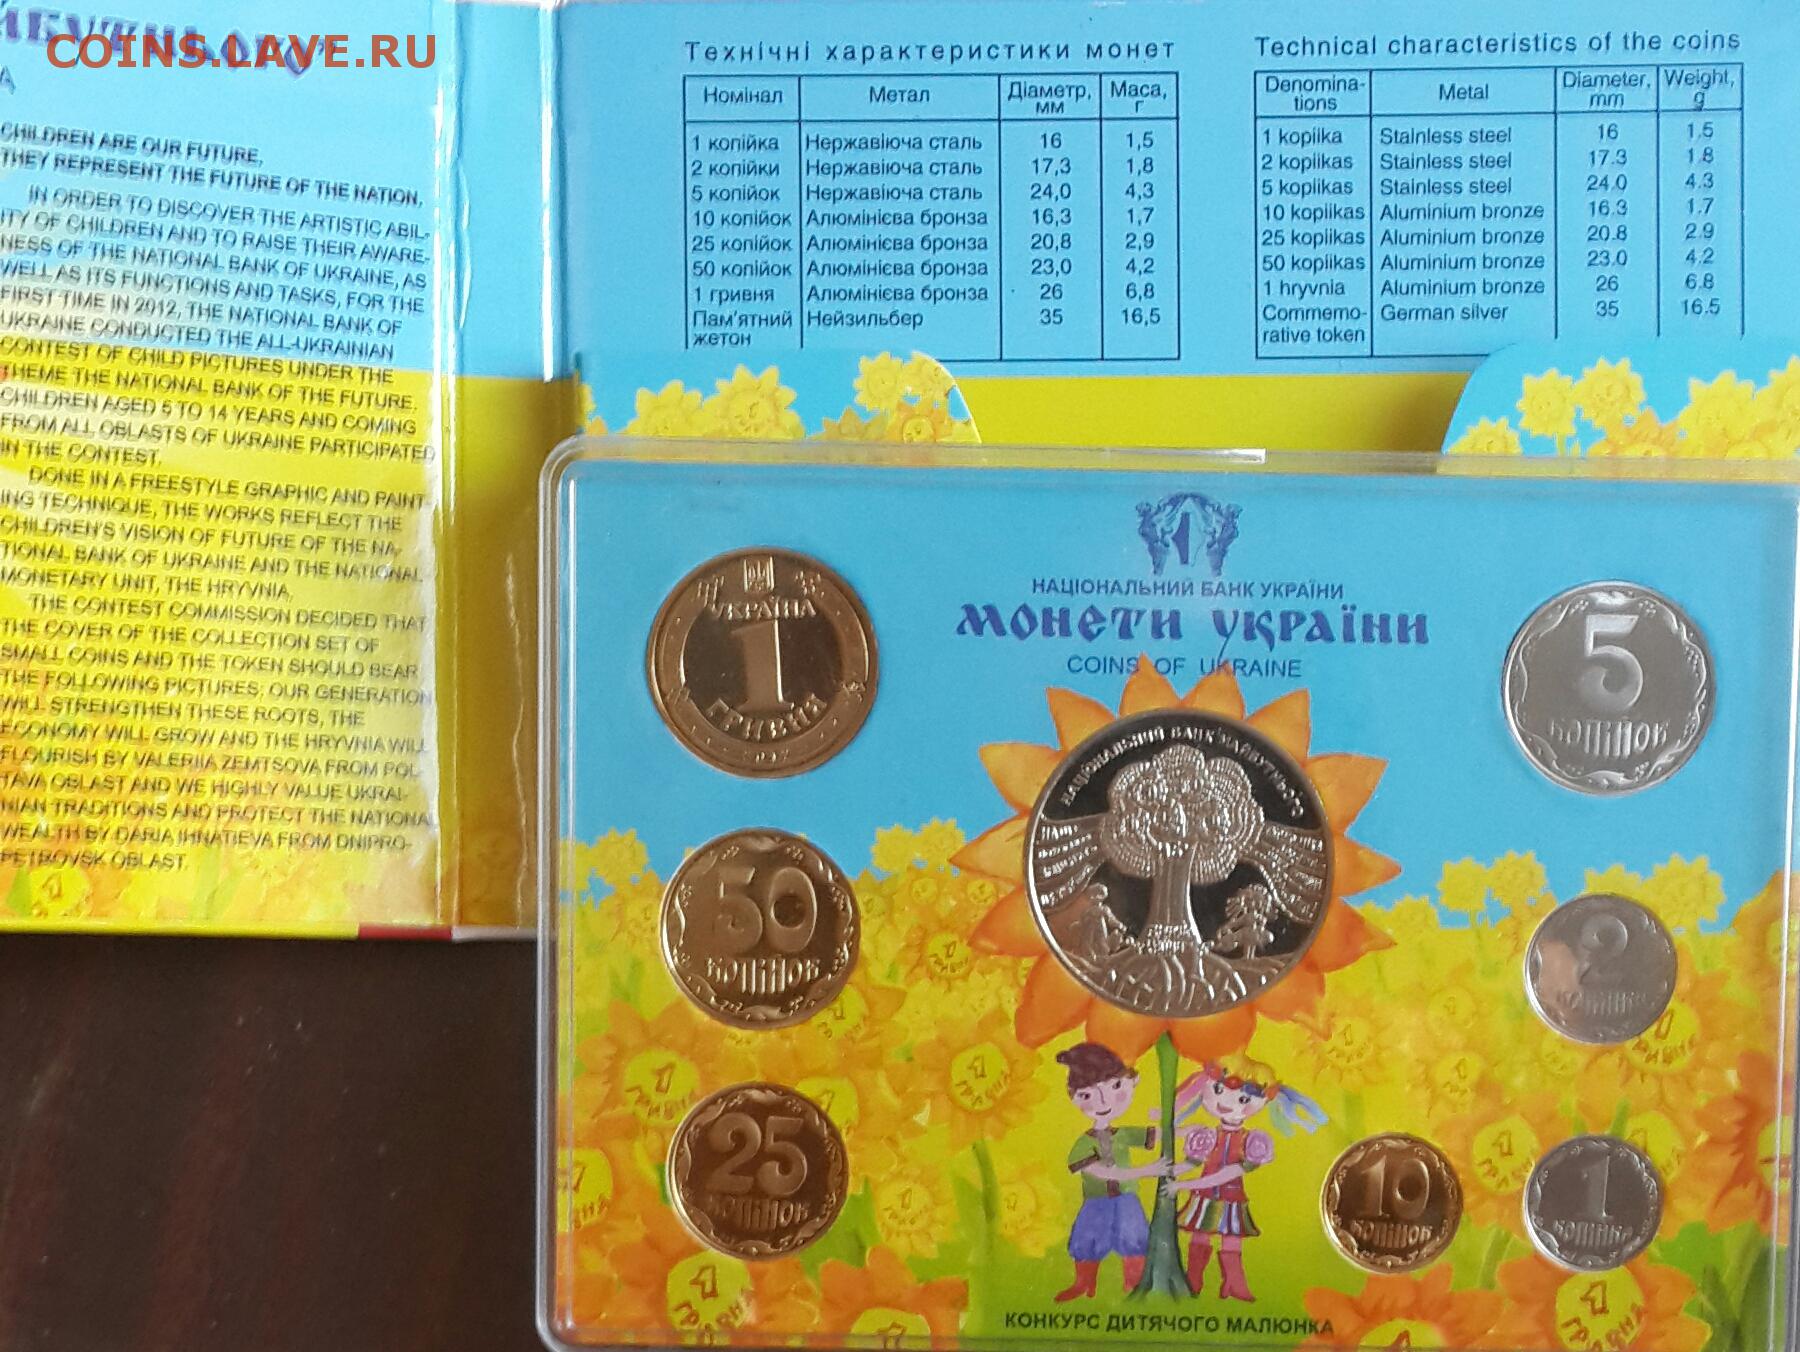 COINS.LAVE.RU
А
CHILDREN ARE OUR FUTURE,
THEY REPRESENT THE FUTURE OF THE NATION.
IN ORDER TO DISCOVER THE ARTISTIC ABIL-
ITY OF CHILDREN AND TO RAISE THEIR AWARE-
NESS OF THE NATIONAL BANK OF UKRAINE, AS
WELL AS ITS FUNCTIONS AND TASKS, FOR THE
FIRST TIME IN 2012, THE NATIONAL BANK OF
UKRAINE CONDUCTED THE ALL-UKRAINIAN
CONTEST OF CHILD PICTURES UNDER THE
THEME THE NATIONAL BANK OF THE FUTURE.
CHILDREN AGED 5 TO 14 YEARS AND COMING
FROM ALL OBLASTS OF UKRAINE PARTICIPATED
IN THE CONTEST.
DONE IN A FREESTYLE GRAPHIC AND PAINT-
ING TECHNIQUE, THE WORKS REFLECT THE
CHILDREN'S VISION OF FUTURE OF THE NA-
TIONAL BANK OF UKRAINE AND THE NATIONAL
MONETARY UNIT, THE HRYVNIA.
THE CONTEST COMMISSION DECIDED THAT
THE COVER OF THE COLLECTION SET OF
SMALL COINS AND THE TOKEN SHOULD BEAR
THE FOLLOWING PICTURES: OUR GENERATION
WILL STRENGTHEN THESE ROOTS, THE
ECONOMY WILL GROW AND THE HRYVNIA WILL
FLOURISH BY VALERIIA ZEMTSOVA FROM POL-
TAVA OBLAST AND WE HIGHLY VALUE UKRAI-
NIAN TRADITIONS AND PROTECT THE NATIONAL
WEALTH BY DARIA IHNATIEVA FROM DNIPRO-
PETROVSK OBLAST.
Технічні характеристики монет
Номінал Метал Діаметр, мм Маса, г
1 копійка Нержавіюча сталь 16 1,5
2 копійки Нержавіюча сталь 17,3 1,8
5 копійок Нержавіюча сталь 24,0 4,3
10 копійок Алюмінієва бронза 16,3 1,7
25 копійок Алюмінієва бронза 20,8 2,9
50 копійок Алюмінієва бронза 23,0 4,2
1 гривня Алюмінієва бронза 26 6,8
Пам'ятний Нейзильбер 35 16,5
жетон
Technical characteristics of the coins
Denomina-tions Metal Diameter, mm Weight, g
1 kopiika Stainless steel 16 1.5
2 kopiikas Stainless steel 17.3 1.8
5 kopiikas Stainless steel 24.0 4.3
10 kopiikas Aluminium bronze 16.3 1.7
25 kopiikas Aluminium bronze 20.8 2.9
50 kopiikas Aluminium bronze 23.0 4.2
1 hryvnia Aluminium bronze 26 6.8
Commemo- German silver 35 16.5
rative token
НАЦІОНАЛЬНИЙ БАНК УКРАЇНИ
МОНЕТИ УКРАЇНИ
COINS OF UKRAINE
УКРАЇНА
1
ГРИВНЯ
5
КОПІЙОК
НАЦІОНАЛЬНИЙ БАНК МАЙБУТНЬОГО
50
КОПІЙОК
2
КОПІЙКИ
25
КОПІЙОК
10
КОПІЙОК
1
КОПІЙКА
1 ГРИВНА
КОНКУРС ДИТЯЧОГО МАЛЮНКА